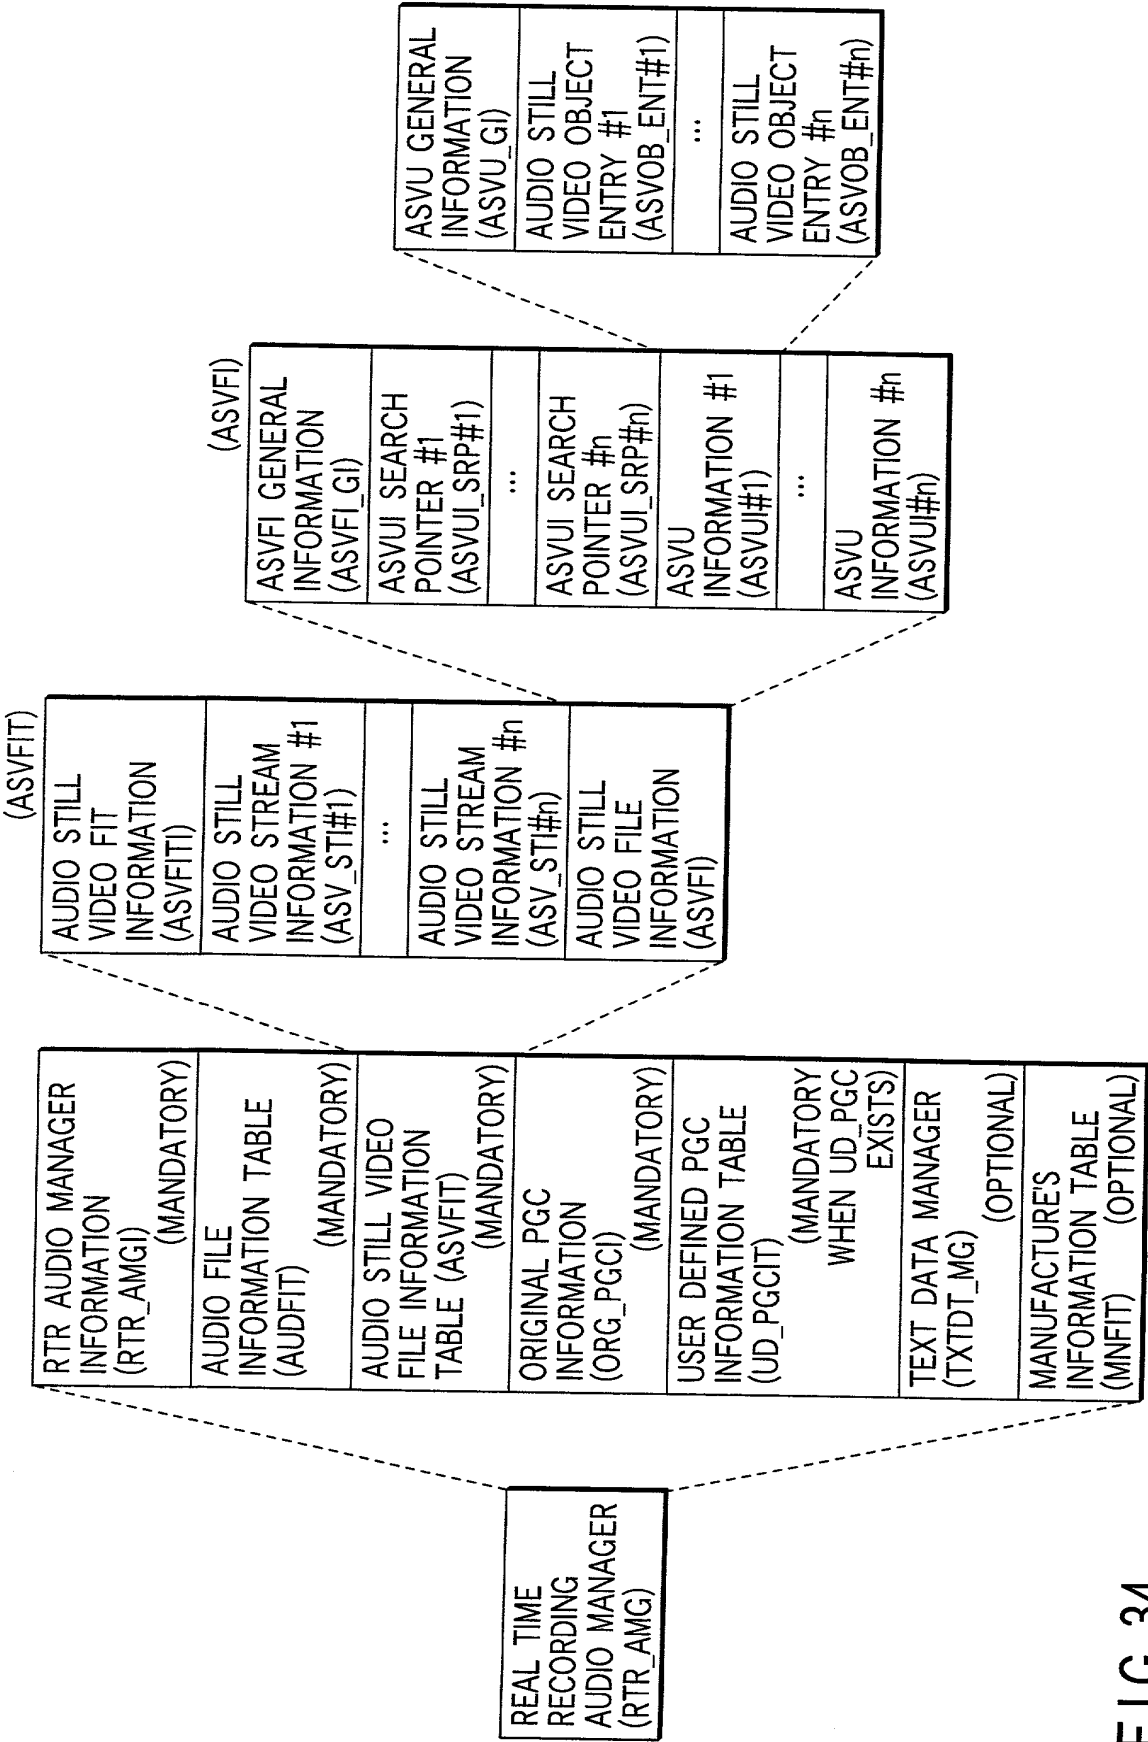 REAL TIME
RECORDING
AUDIO MANAGER
(RTR_AMG)
RTR AUDIO MANAGER
INFORMATION
(RTR_AMGI)
(MANDATORY)
AUDIO FILE
INFORMATION TABLE
(AUDFIT)
(MANDATORY)
AUDIO STILL VIDEO
FILE INFORMATION
TABLE (ASVFIT)
(MANDATORY)
ORIGINAL PGC
INFORMATION
(ORG_PGCI)
(MANDATORY)
USER DEFINED PGC
INFORMATION TABLE
(UD_PGCIT)
(MANDATORY
WHEN UD_PGC
EXISTS)
TEXT DATA MANAGER
(TXTDT_MG)
(OPTIONAL)
MANUFACTURE'S
INFORMATION TABLE
(MNFIT) (OPTIONAL)
(ASVFIT)
AUDIO STILL
VIDEO FIT
INFORMATION
(ASVFITI)
AUDIO STILL
VIDEO STREAM
INFORMATION #1
(ASV_STI#1)
...
AUDIO STILL
VIDEO STREAM
INFORMATION #n
(ASV_STI#n)
AUDIO STILL
VIDEO FILE
INFORMATION
(ASVFI)
(ASVFI)
ASVFI GENERAL
INFORMATION
(ASVFI_GI)
ASVUI SEARCH
POINTER #1
(ASVUI_SRP#1)
...
ASVUI SEARCH
POINTER #n
(ASVUI_SRP#n)
ASVU
INFORMATION #1
(ASVUI#1)
...
ASVU
INFORMATION #n
(ASVUI#n)
ASVU GENERAL
INFORMATION
(ASVU_GI)
AUDIO STILL
VIDEO OBJECT
ENTRY #1
(ASVOB_ENT#1)
...
AUDIO STILL
VIDEO OBJECT
ENTRY #n
(ASVOB_ENT#n)
FIG. 34